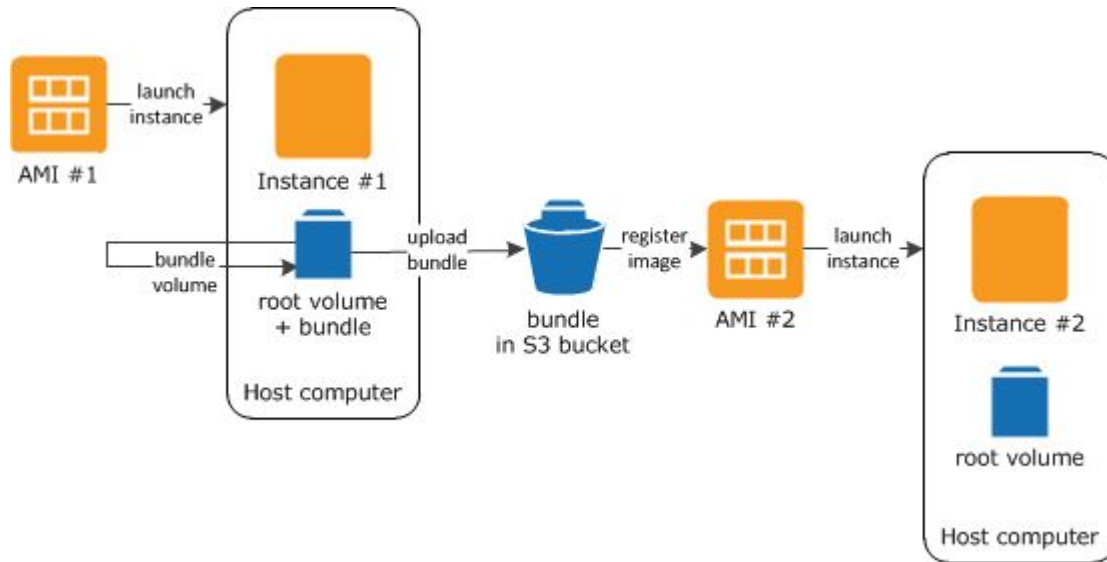 launch
instance
AMI #1
Instance #1
bundle
volume
root volume
+ bundle
Host computer
upload
bundle
bundle
in S3 bucket
register
image
AMI #2
launch
instance
Instance #2
root volume
Host computer